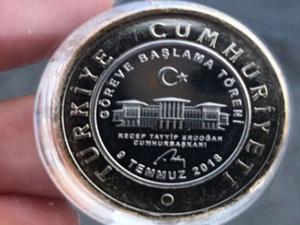 TÜRKİYE CUMHURİYETİ
GÖREVE BAŞLAMA TÖRENİ
RECEP TAYYİP ERDOĞAN
CUMHURBAŞKANI
9 TEMMUZ 2018